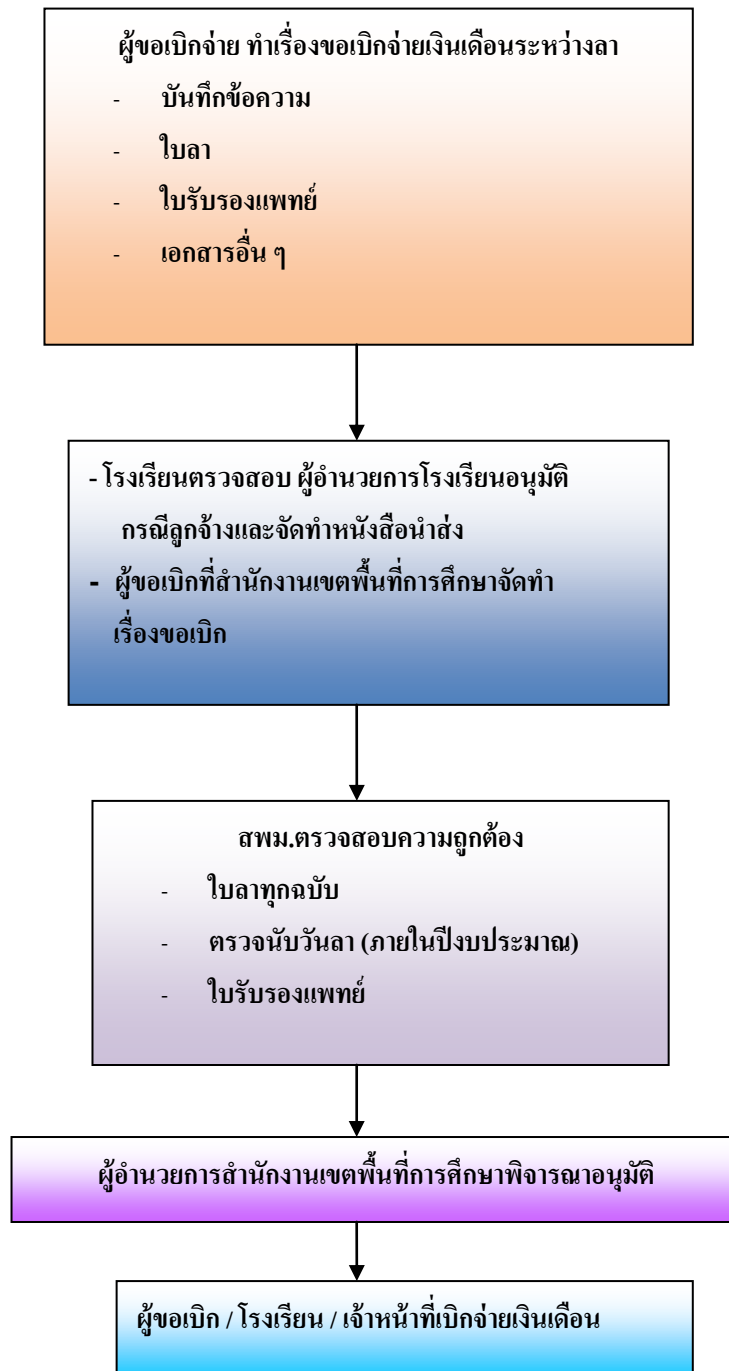 ผู้ขอเบิกจ่าย ทำเรื่องขอเบิกจ่ายเงินเดือนระหว่างลา
- บันทึกข้อความ
- ใบลา
- ใบรับรองแพทย์
- เอกสารอื่น ๆ
- โรงเรียนตรวจสอบ ผู้อำนวยการโรงเรียนอนุมัติ
กรณีลูกจ้างและจัดทำหนังสือนำส่ง
- ผู้ขอเบิกที่สำนักงานเขตพื้นที่การศึกษาจัดทำ
เรื่องขอเบิก
สพม.ตรวจสอบความถูกต้อง
- ใบลาทุกฉบับ
- ตรวจนับวันลา (ภายในปีงบประมาณ)
- ใบรับรองแพทย์
ผู้อำนวยการสำนักงานเขตพื้นที่การศึกษาพิจารณาอนุมัติ
ผู้ขอเบิก / โรงเรียน / เจ้าหน้าที่เบิกจ่ายเงินเดือน